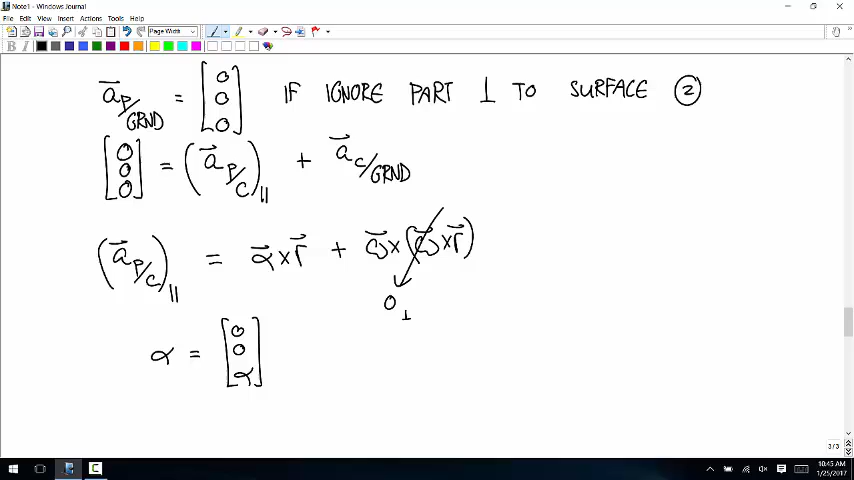 Note1 - Windows Journal
File Edit View Insert Actions Tools Help
Page Width
B I
a⃗ P/GRND = [0 0 0] IF IGNORE PART ⊥ TO SURFACE ②
[0 0 0] = (a⃗ P/C)|| + a⃗ C/GRND
(a⃗ P/C)|| = α⃗ x r⃗ + ω⃗ x (ω⃗ x r⃗)
0 ⊥
α = [0 0 α]
3/3
10:45 AM
1/25/2017